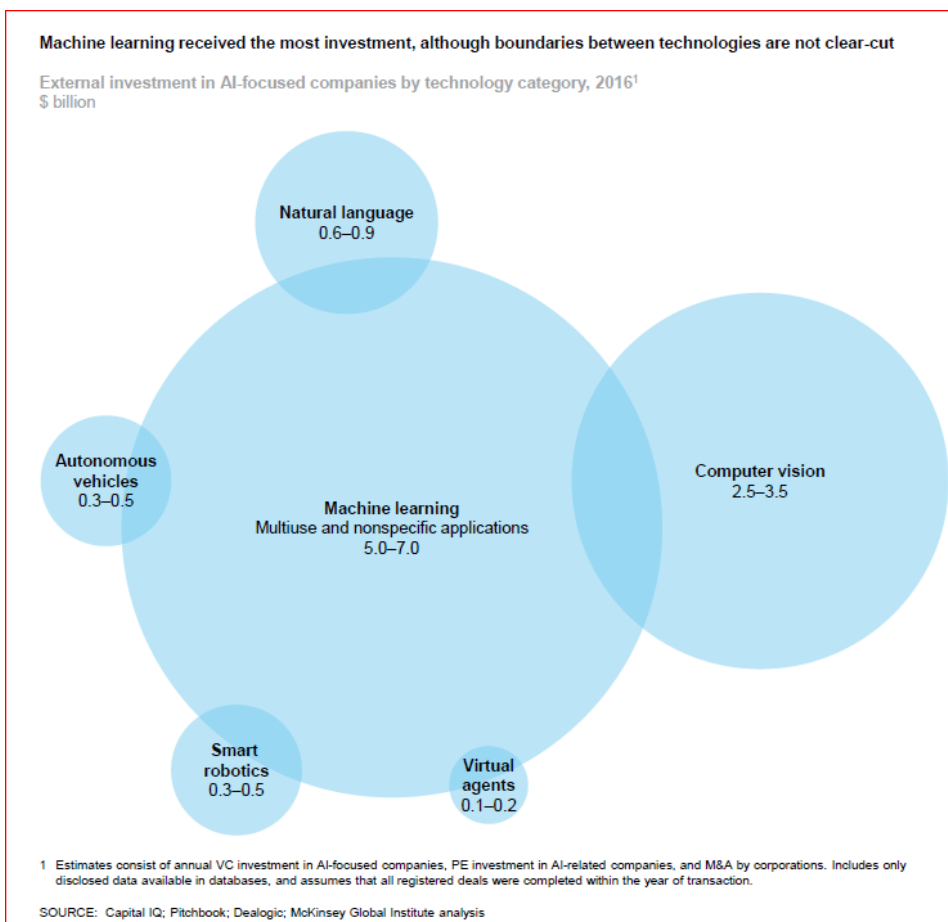 Machine learning received the most investment, although boundaries between technologies are not clear-cut
External investment in AI-focused companies by technology category, 2016¹
$ billion
Natural language
0.6–0.9
Computer vision
2.5–3.5
Autonomous
vehicles
0.3–0.5
Machine learning
Multiuse and nonspecific applications
5.0–7.0
Smart
robotics
0.3–0.5
Virtual
agents
0.1–0.2
1 Estimates consist of annual VC investment in AI-focused companies, PE investment in AI-related companies, and M&A by corporations. Includes only
disclosed data available in databases, and assumes that all registered deals were completed within the year of transaction.
SOURCE: Capital IQ; Pitchbook; Dealogic; McKinsey Global Institute analysis